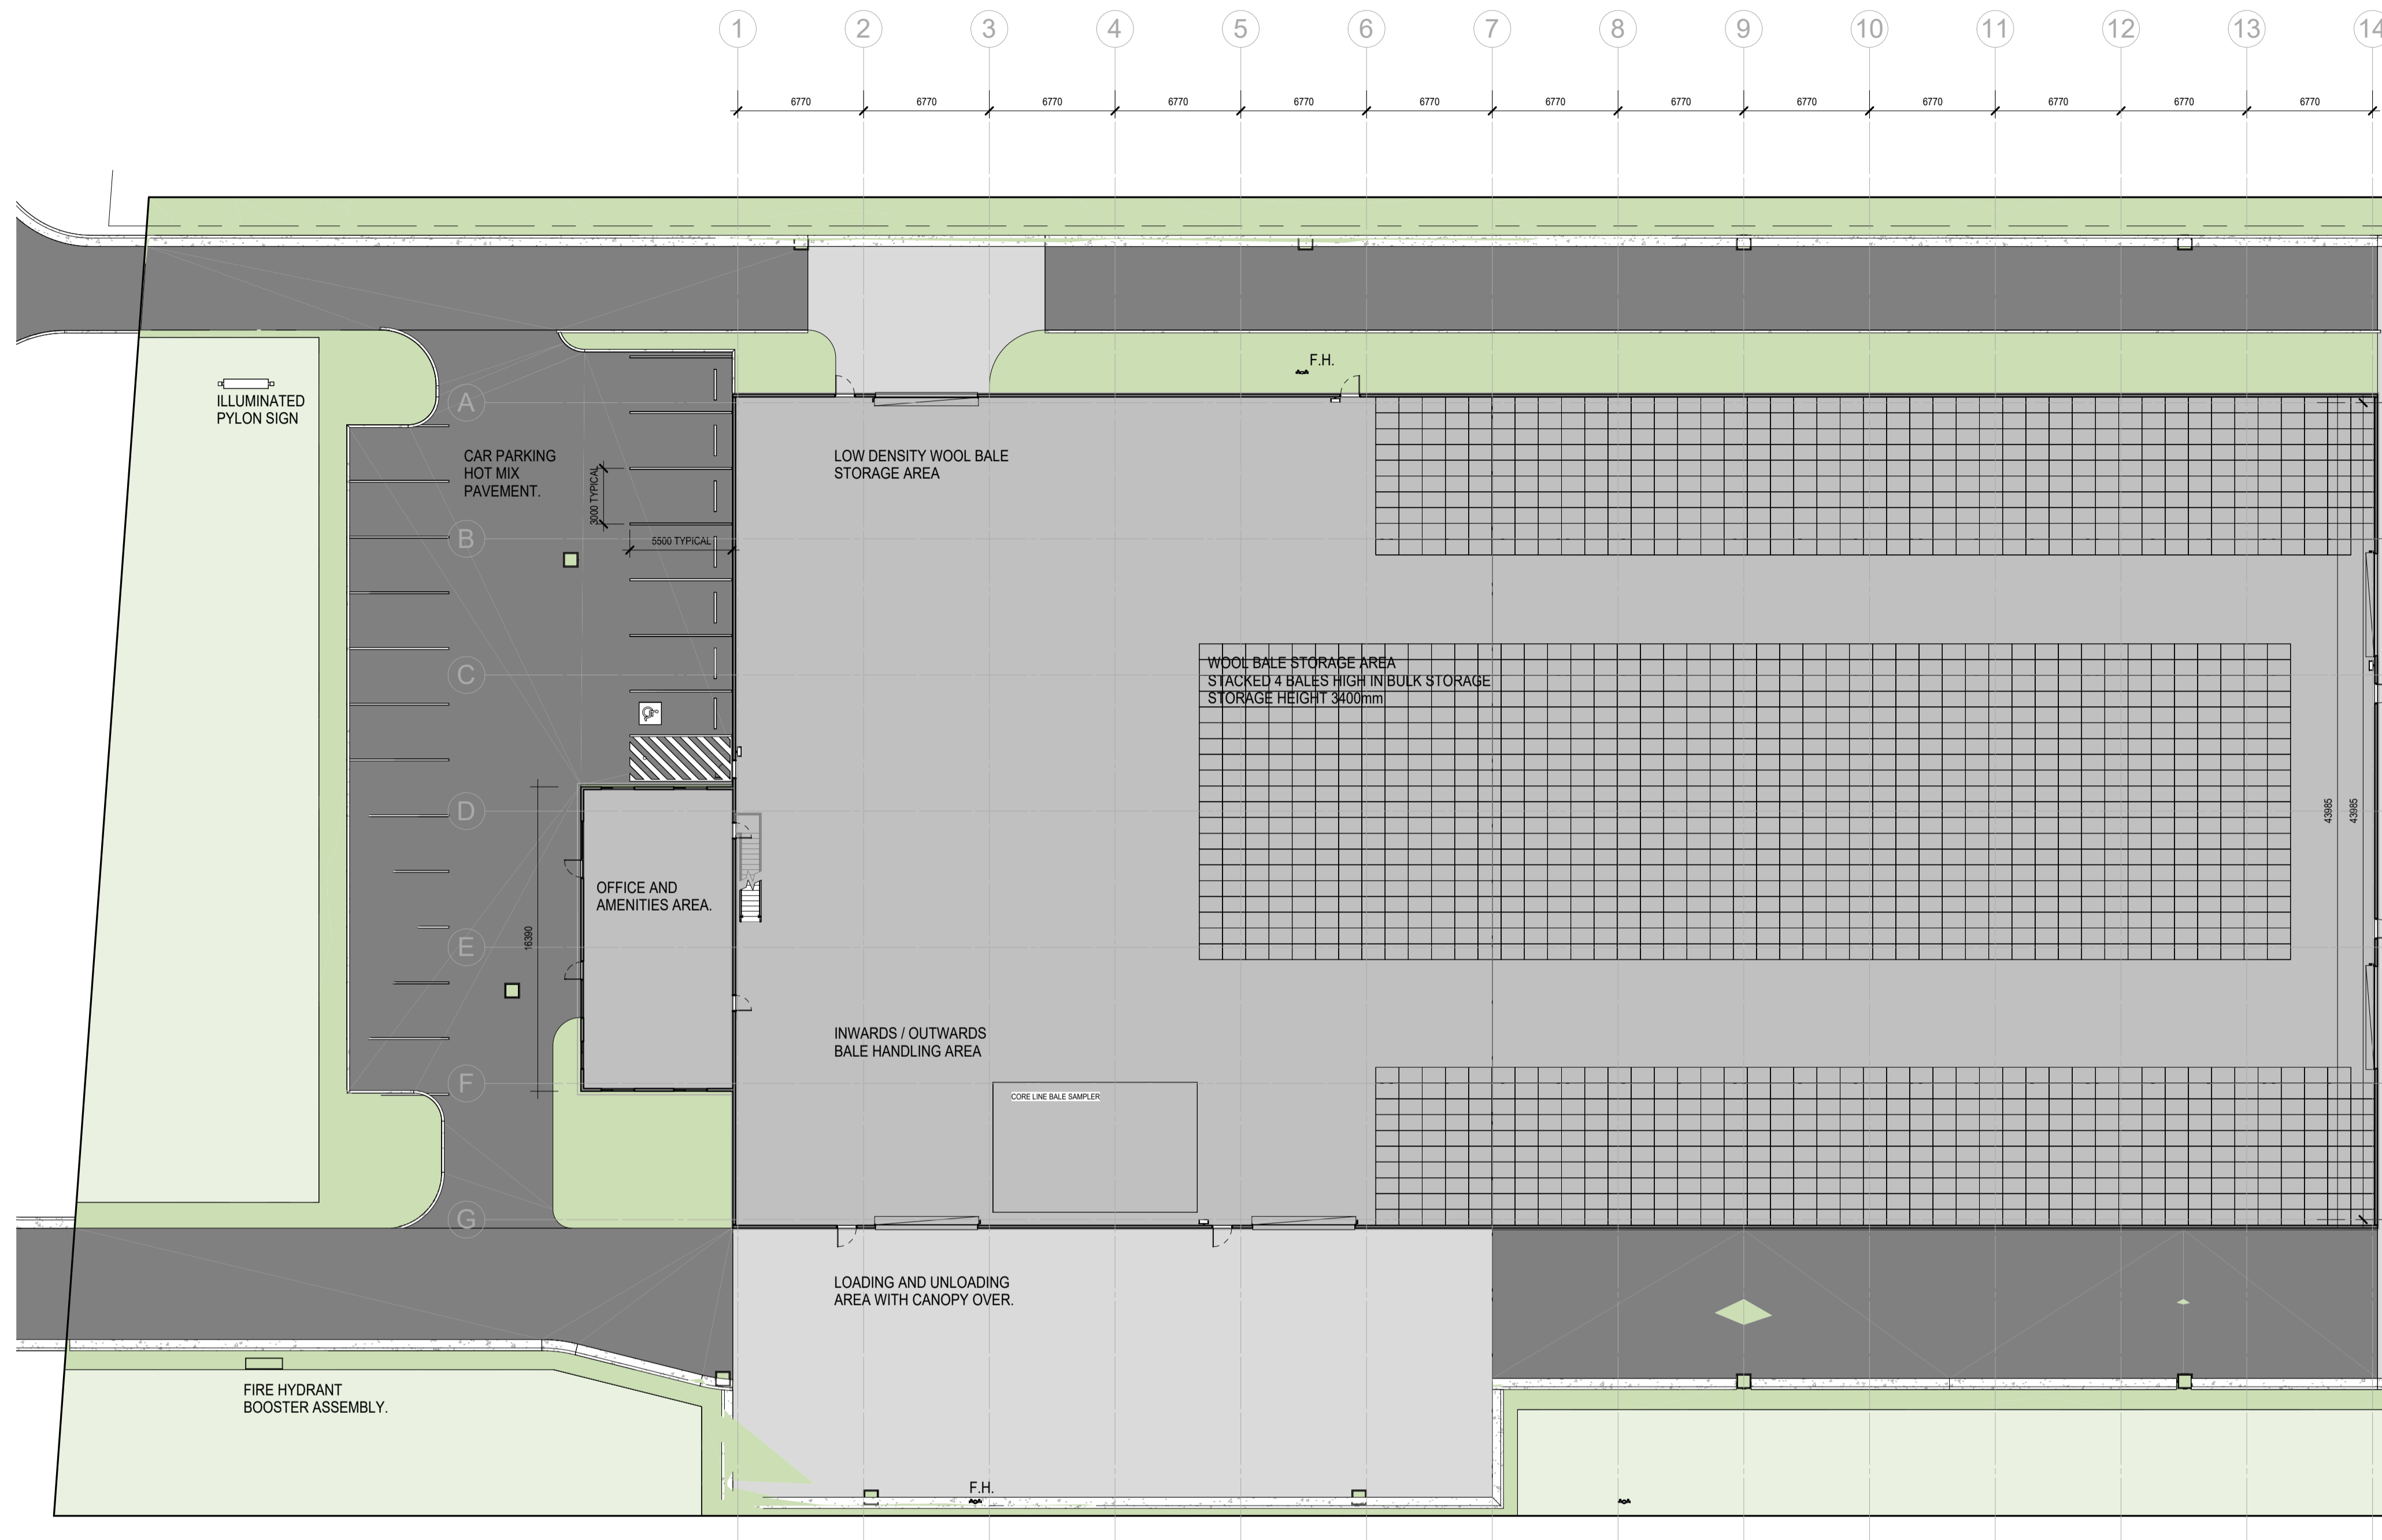 1 2 3 4 5 6 7 8 9 10 11 12 13 14
6770 6770 6770 6770 6770 6770 6770 6770 6770 6770 6770 6770 6770
F.H.
ILLUMINATED
PYLON SIGN
A
CAR PARKING
HOT MIX
PAVEMENT.
3000 TYPICAL
LOW DENSITY WOOL BALE
STORAGE AREA
B
5500 TYPICAL
C
WOOL BALE STORAGE AREA
STACKED 4 BALES HIGH IN BULK STORAGE
STORAGE HEIGHT 3400mm
D
43985
43985
OFFICE AND
AMENITIES AREA.
16390
E
INWARDS / OUTWARDS
BALE HANDLING AREA
F
CORE LINE BALE SAMPLER
G
LOADING AND UNLOADING
AREA WITH CANOPY OVER.
FIRE HYDRANT
BOOSTER ASSEMBLY.
F.H.